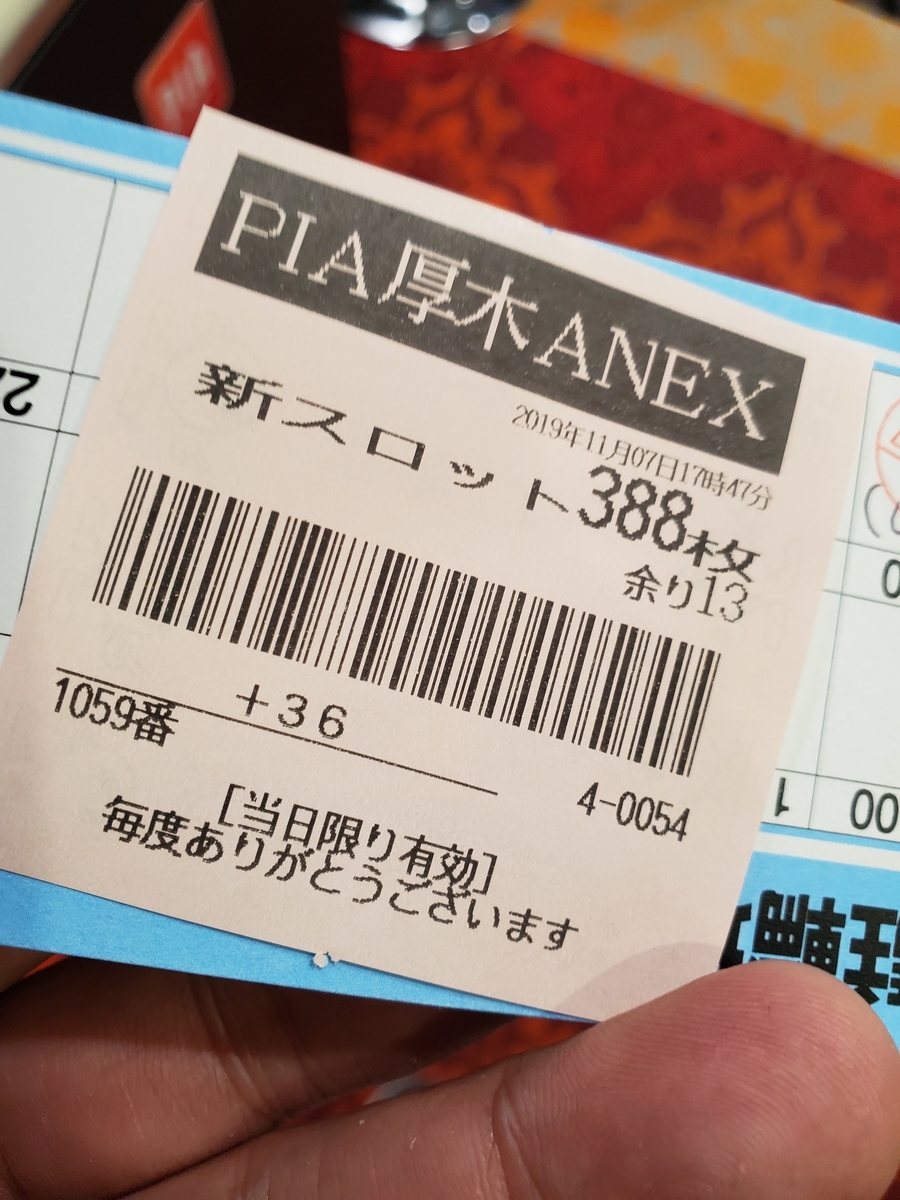 PIA厚木ANEX
2019年11月07日17時47分
新スロット388枚
余り13
+36
1059番
4-0054
[当日限り有効]
毎度ありがとうございます